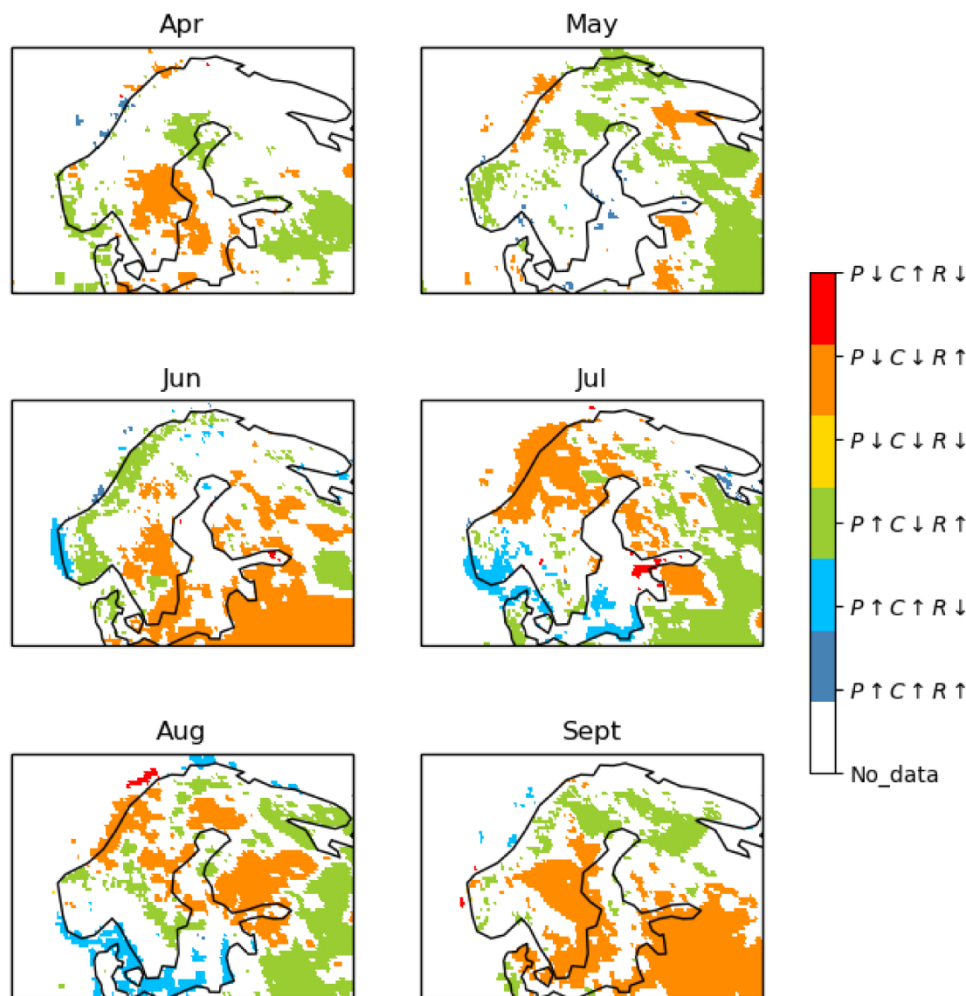 Apr
May
Jun
Jul
Aug
Sept
P↓C↑R↓
P↓C↓R↑
P↓C↓R↓
P↑C↓R↑
P↑C↑R↓
P↑C↑R↑
No_data